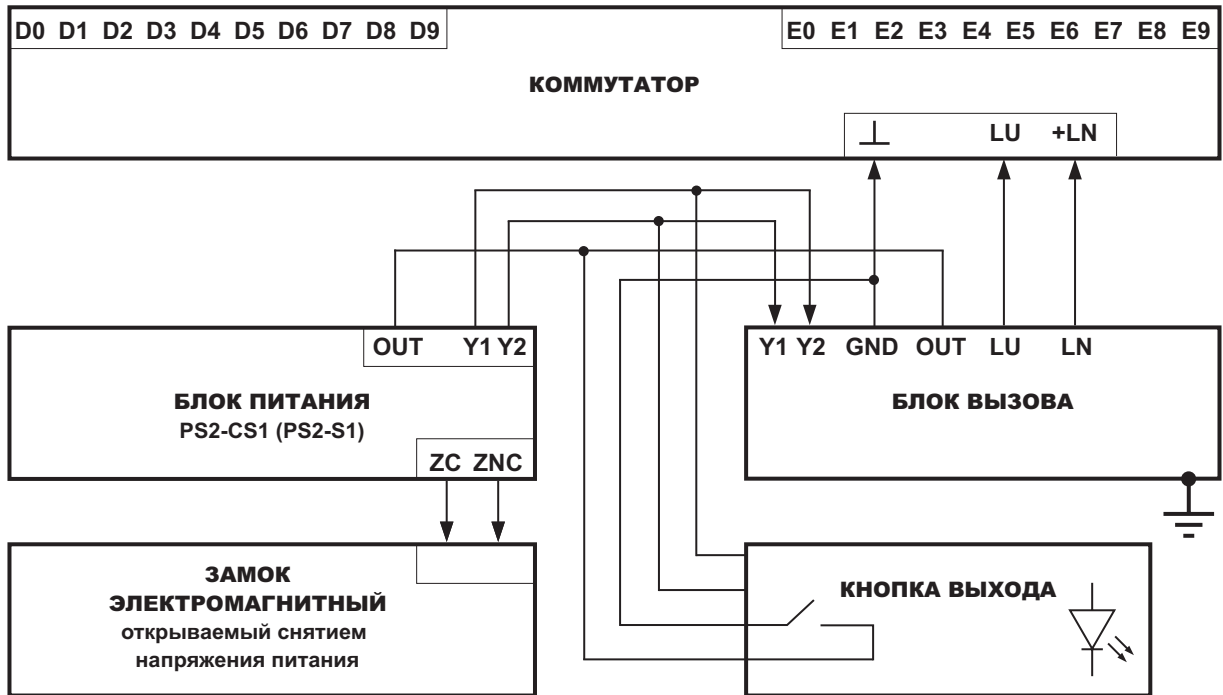 D0 D1 D2 D3 D4 D5 D6 D7 D8 D9
E0 E1 E2 E3 E4 E5 E6 E7 E8 E9
КОММУТАТОР
LU +LN
OUT Y1 Y2
Y1 Y2 GND OUT LU LN
БЛОК ПИТАНИЯ
PS2-CS1 (PS2-S1)
БЛОК ВЫЗОВА
ZC ZNC
ЗАМОК
ЭЛЕКТРОМАГНИТНЫЙ
открываемый снятием
напряжения питания
КНОПКА ВЫХОДА